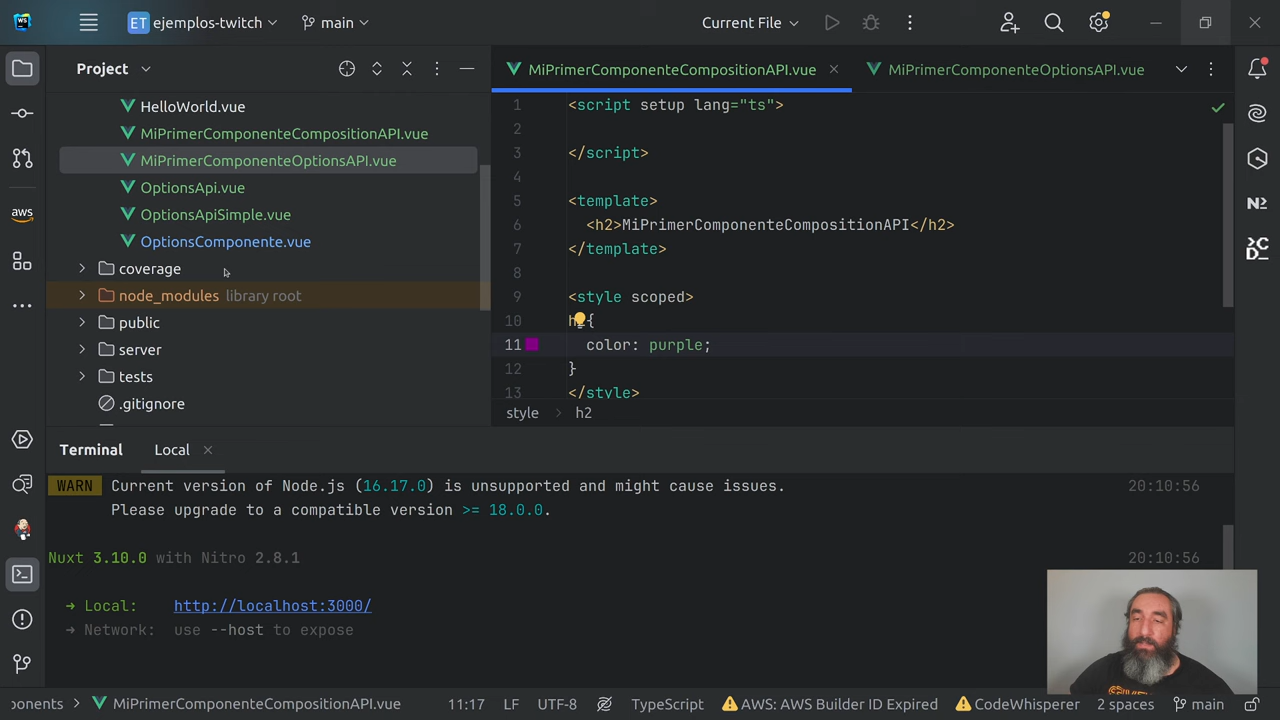 WS
ET ejemplos-twitch main Current File
Project
HelloWorld.vue
MiPrimerComponenteCompositionAPI.vue
MiPrimerComponenteOptionsAPI.vue
OptionsApi.vue
OptionsApiSimple.vue
OptionsComponente.vue
coverage
node_modules library root
public
server
tests
.gitignore
aws
MiPrimerComponenteCompositionAPI.vue MiPrimerComponenteOptionsAPI.vue
1 <script setup lang="ts">
2
3 </script>
4
5 <template>
6 <h2>MiPrimerComponenteCompositionAPI</h2>
7 </template>
8
9 <style scoped>
10 h2{
11 color: purple;
12 }
13 </style>
style > h2
Terminal Local
WARN Current version of Node.js (16.17.0) is unsupported and might cause issues. 20:10:56
Please upgrade to a compatible version >= 18.0.0.
Nuxt 3.10.0 with Nitro 2.8.1 20:10:56
→ Local: http://localhost:3000/
→ Network: use --host to expose
ponents > MiPrimerComponenteCompositionAPI.vue 11:17 LF UTF-8 TypeScript AWS: AWS Builder ID Expired CodeWhisperer 2 spaces main